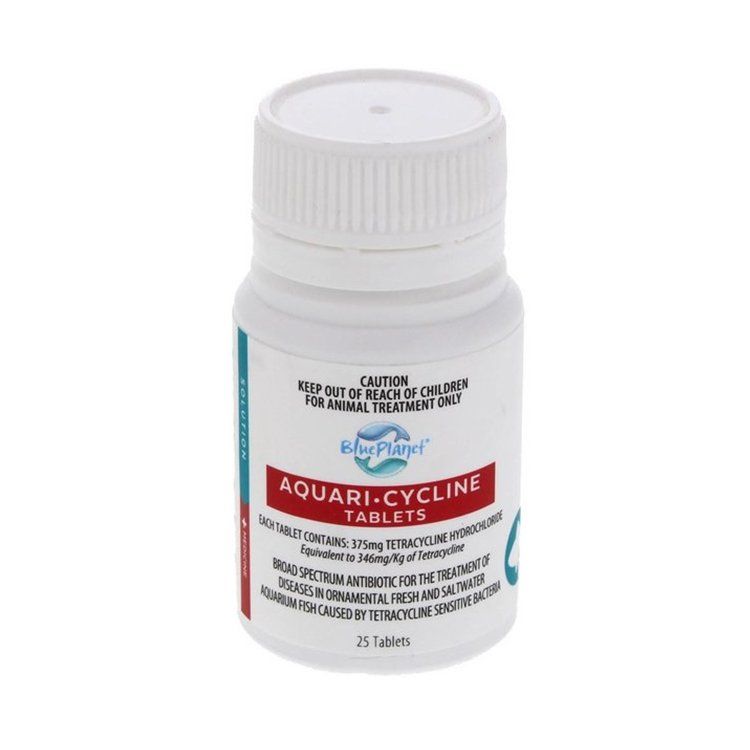 CAUTION
KEEP OUT OF REACH OF CHILDREN
FOR ANIMAL TREATMENT ONLY
BluePlanet®
AQUARI•CYCLINE
TABLETS
EACH TABLET CONTAINS: 375mg TETRACYCLINE HYDROCHLORIDE
Equivalent to 346mg/Kg of Tetracycline
BROAD SPECTRUM ANTIBIOTIC FOR THE TREATMENT OF
DISEASES IN ORNAMENTAL FRESH AND SALTWATER
AQUARIUM FISH CAUSED BY TETRACYCLINE SENSITIVE BACTERIA
25 Tablets
SOLUTION
+ MEDICINE